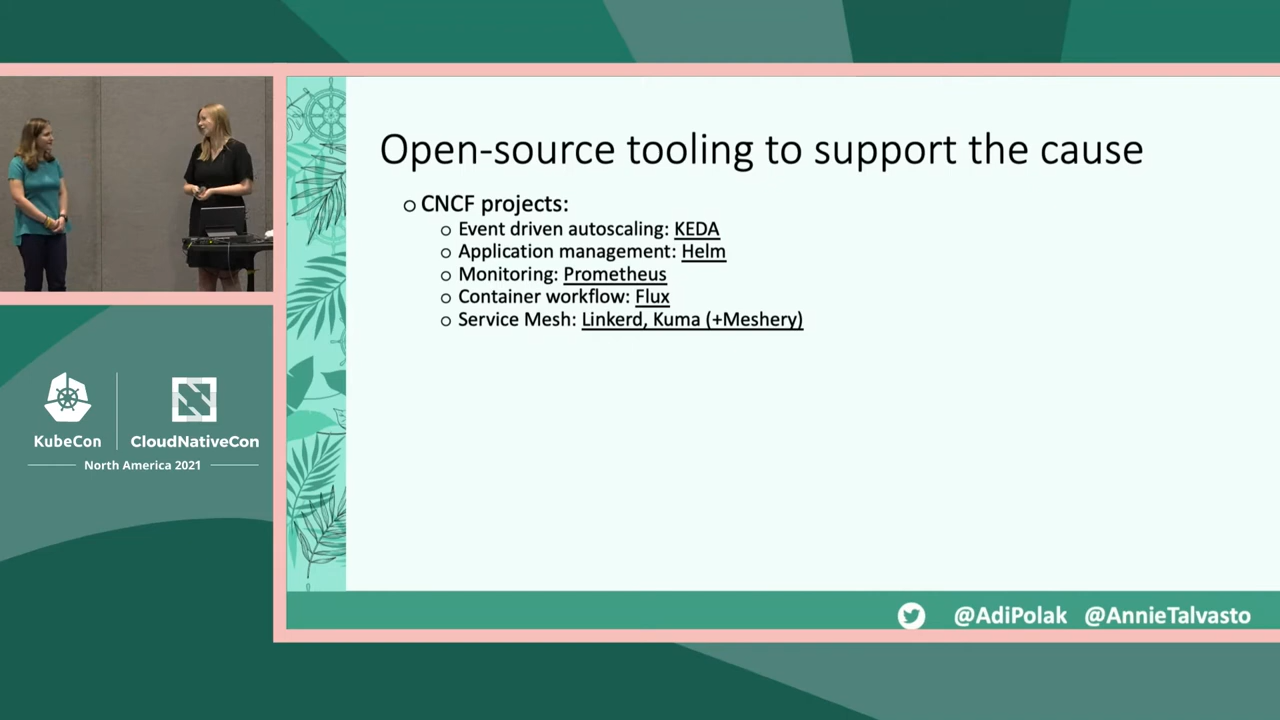 Open-source tooling to support the cause
CNCF projects:
Event driven autoscaling: KEDA
Application management: Helm
Monitoring: Prometheus
Container workflow: Flux
Service Mesh: Linkerd, Kuma (+Meshery)
KubeCon
CloudNativeCon
North America 2021
@AdiPolak @AnnieTalvasto